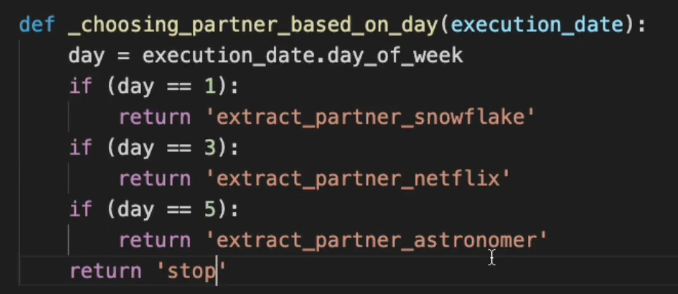 def _choosing_partner_based_on_day(execution_date):
    day = execution_date.day_of_week
    if (day == 1):
        return 'extract_partner_snowflake'
    if (day == 3):
        return 'extract_partner_netflix'
    if (day == 5):
        return 'extract_partner_astronomer'
    return 'stop'